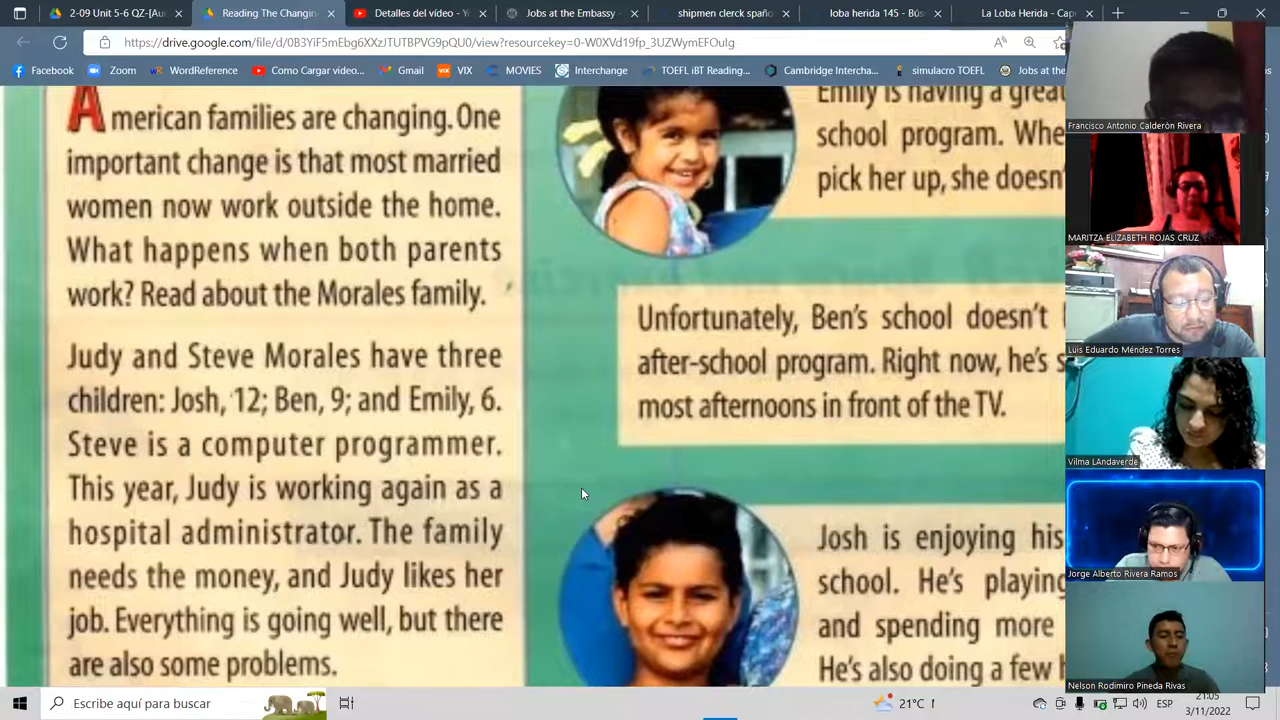 2-09 Unit 5-6 QZ-[Au
Reading The Changin
Detalles del vídeo - Yo
Jobs at the Embassy -
shipmen clerck spaño
loba herida 145 - Bús
La Loba Herida - Cap
https://drive.google.com/file/d/0B3YiF5mEbg6XXzJTUTBPVG9pQU0/view?resourcekey=0-W0XVd19fp_3UZWymEFOuIg
Facebook
Zoom
WordReference
Como Cargar video...
Gmail
VIX
MOVIES
Interchange
TOEFL iBT Reading...
Cambridge Intercha...
simulacro TOEFL
Jobs at the
American families are changing. One
important change is that most married
women now work outside the home.
What happens when both parents
work? Read about the Morales family.
Judy and Steve Morales have three
children: Josh, 12; Ben, 9; and Emily, 6.
Steve is a computer programmer.
This year, Judy is working again as a
hospital administrator. The family
needs the money, and Judy likes her
job. Everything is going well, but there
are also some problems.
Emily is having a grea
school program. Whe
pick her up, she doesn'
Unfortunately, Ben's school doesn't
after-school program. Right now, he's s
most afternoons in front of the TV.
Josh is enjoying his
school. He's playing
and spending more
He's also doing a few h
Francisco Antonio Calderòn Rivera
MARITZA ELIZABETH ROJAS CRUZ
Luis Eduardo Méndez Torres
Vilma LAndaverde
Jorge Alberto Rivera Ramos
Nelson Rodimiro Pineda Rivas
Escribe aquí para buscar
21°C
ESP
21:05
3/11/2022